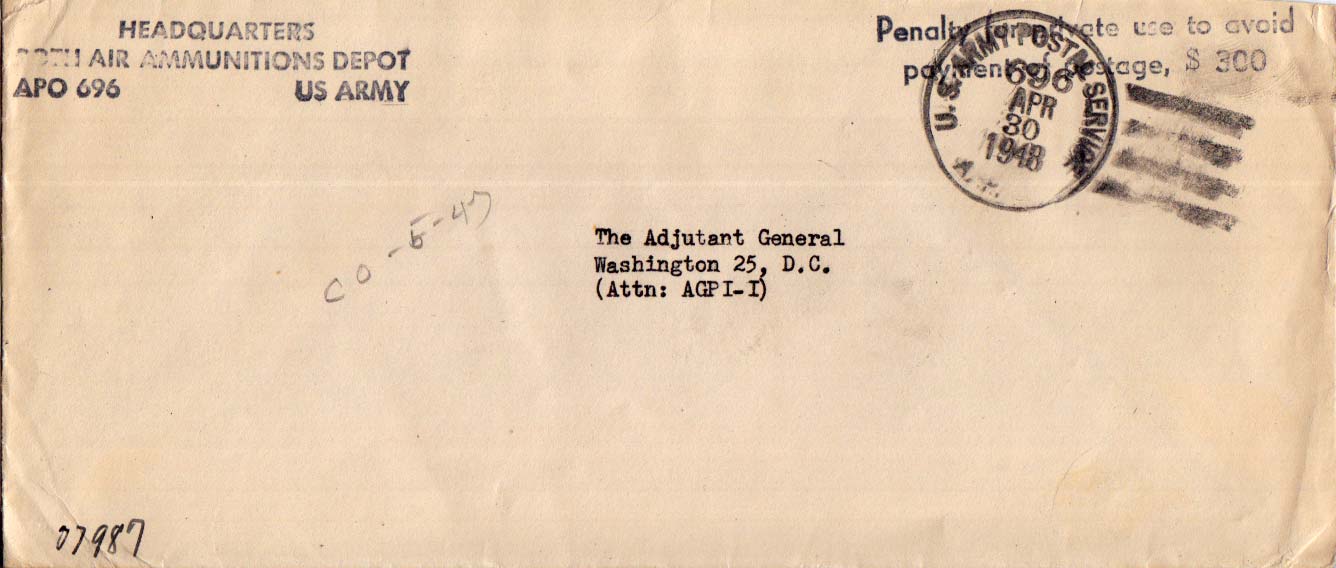 HEADQUARTERS
AIR AMMUNITIONS DEPOT
APO 696 US ARMY
Penalty for private use to avoid
payment of postage, $ 300
U.S. ARMY POSTAL SERVICE
696
APR
30
1948
CO-5-47
The Adjutant General
Washington 25, D.C.
(Attn: AGPI-I)
07987